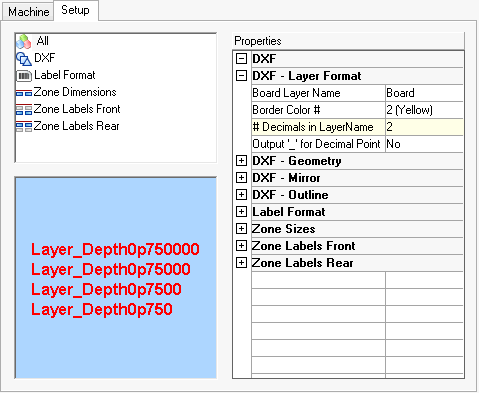 Machine
Setup
All
DXF
Label Format
Zone Dimensions
Zone Labels Front
Zone Labels Rear
Layer_Depth0p750000
Layer_Depth0p75000
Layer_Depth0p7500
Layer_Depth0p750
Properties
DXF
DXF - Layer Format
Board Layer Name Board
Border Color # 2 (Yellow)
# Decimals in LayerName 2
Output '_' for Decimal Point No
DXF - Geometry
DXF - Mirror
DXF - Outline
Label Format
Zone Sizes
Zone Labels Front
Zone Labels Rear